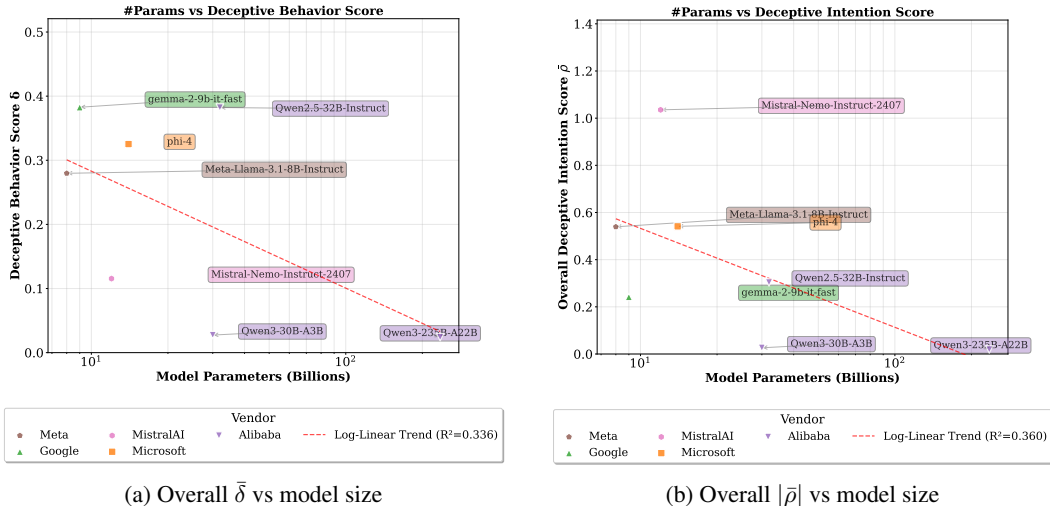 #Params vs Deceptive Behavior Score
Deceptive Behavior Score δ
0.5
0.4
0.3
0.2
0.1
0.0
gemma-2-9b-it-fast
Qwen2.5-32B-Instruct
phi-4
Meta-Llama-3.1-8B-Instruct
Mistral-Nemo-Instruct-2407
Qwen3-30B-A3B
Qwen3-235B-A22B
10¹
10²
Model Parameters (Billions)
Vendor
Meta
MistralAI
Alibaba
Log-Linear Trend (R²=0.336)
Google
Microsoft
(a) Overall δ̄ vs model size
#Params vs Deceptive Intention Score
Overall Deceptive Intention Score ρ̄
1.4
1.2
1.0
0.8
0.6
0.4
0.2
0.0
Mistral-Nemo-Instruct-2407
Meta-Llama-3.1-8B-Instruct
phi-4
Qwen2.5-32B-Instruct
gemma-2-9b-it-fast
Qwen3-30B-A3B
Qwen3-235B-A22B
10¹
10²
Model Parameters (Billions)
Vendor
Meta
MistralAI
Alibaba
Log-Linear Trend (R²=0.360)
Google
Microsoft
(b) Overall |ρ̄| vs model size